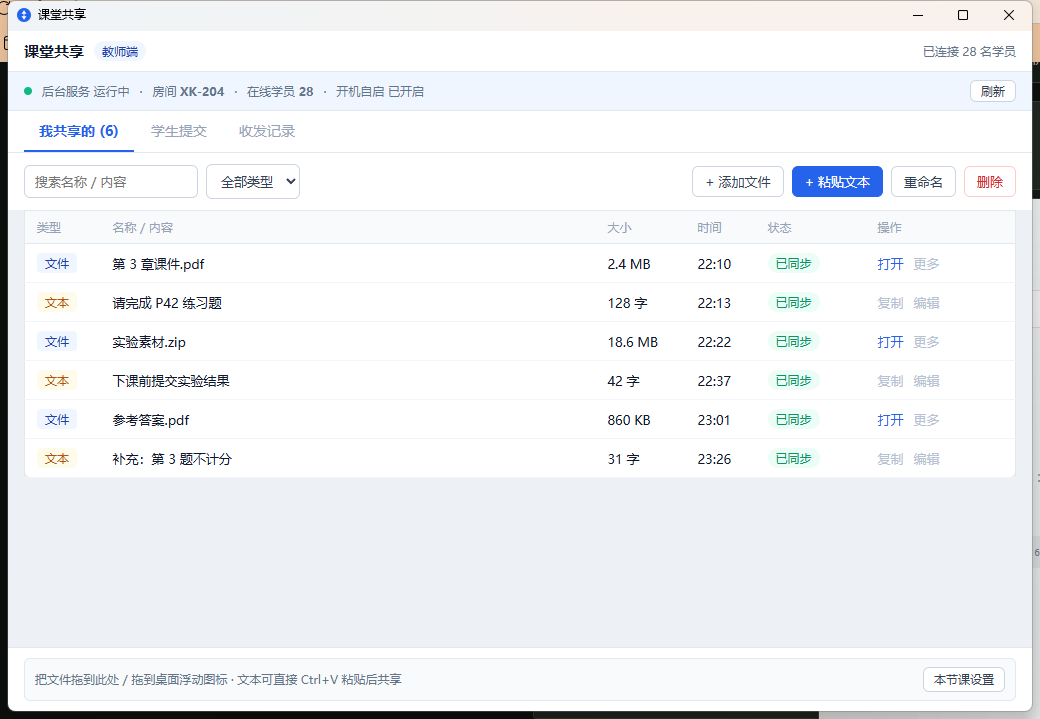 课堂共享
课堂共享 教师端 已连接 28 名学员
后台服务 运行中 · 房间 XK-204 · 在线学员 28 · 开机自启 已开启 刷新
我共享的 (6) 学生提交 收发记录
搜索名称 / 内容 全部类型 + 添加文件 + 粘贴文本 重命名 删除
类型 名称 / 内容 大小 时间 状态 操作
文件 第 3 章课件.pdf 2.4 MB 22:10 已同步 打开 更多
文本 请完成 P42 练习题 128 字 22:13 已同步 复制 编辑
文件 实验素材.zip 18.6 MB 22:22 已同步 打开 更多
文本 下课前提交实验结果 42 字 22:37 已同步 复制 编辑
文件 参考答案.pdf 860 KB 23:01 已同步 打开 更多
文本 补充：第 3 题不计分 31 字 23:26 已同步 复制 编辑
把文件拖到此处 / 拖到桌面浮动图标 · 文本可直接 Ctrl+V 粘贴后共享 本节课设置